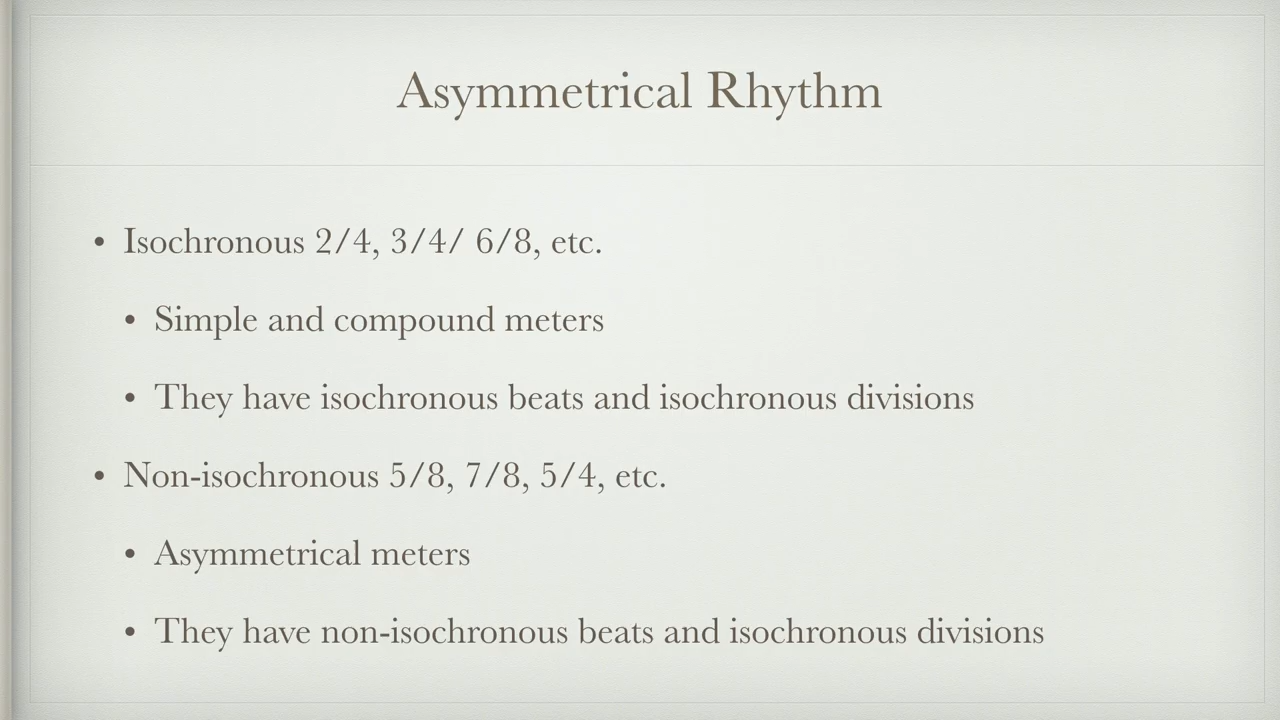 Asymmetrical Rhythm
• Isochronous 2/4, 3/4/ 6/8, etc.
• Simple and compound meters
• They have isochronous beats and isochronous divisions
• Non-isochronous 5/8, 7/8, 5/4, etc.
• Asymmetrical meters
• They have non-isochronous beats and isochronous divisions